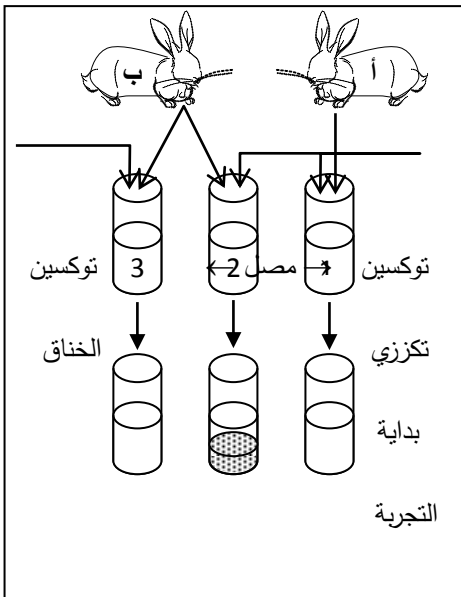 أ ب
توكسين 1 ← مصل 2 → 3 توكسين
تكززي الخناق
بداية
التجربة